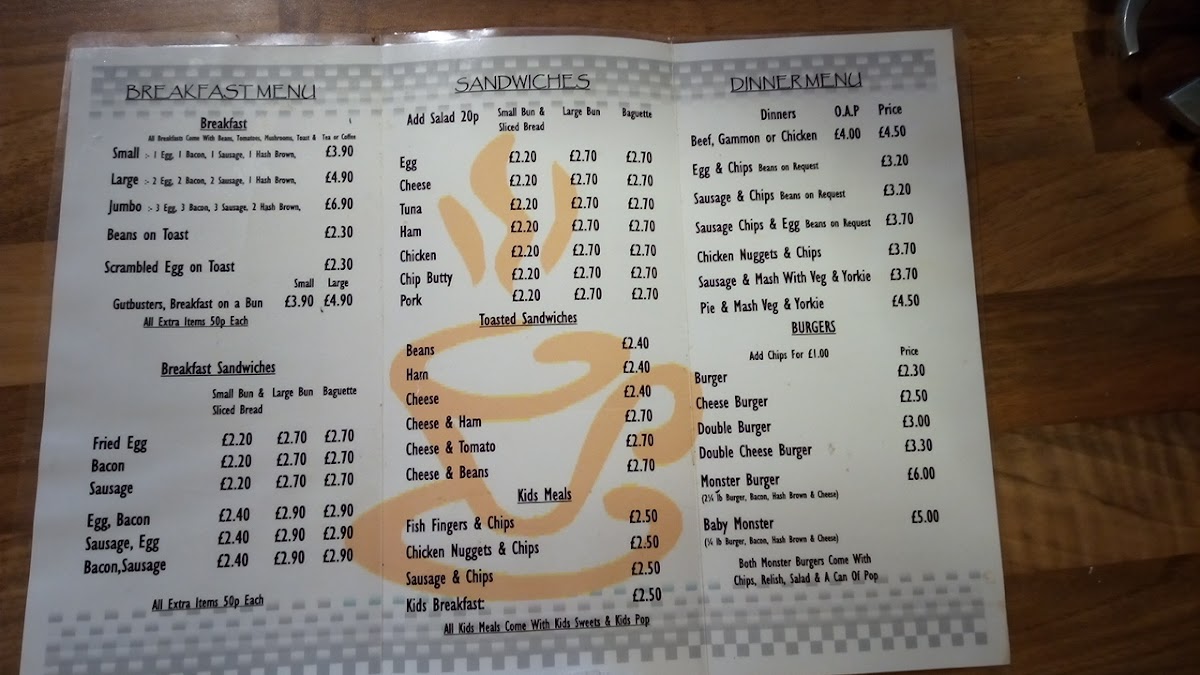 BREAKFAST MENU
Breakfast
All Breakfasts Come With Beans, Tomatoes, Mushrooms, Toast & Tea or Coffee
Small :- 1 Egg, 1 Bacon, 1 Sausage, 1 Hash Brown, £3.90
Large :- 2 Egg, 2 Bacon, 2 Sausage, 1 Hash Brown, £4.90
Jumbo :- 3 Egg, 3 Bacon, 3 Sausage, 2 Hash Brown, £6.90
Beans on Toast £2.30
Scrambled Egg on Toast £2.30
Small Large
Gutbusters, Breakfast on a Bun £3.90 £4.90
All Extra Items 50p Each
Breakfast Sandwiches
Small Bun & Large Bun Baguette
Sliced Bread
Fried Egg £2.20 £2.70 £2.70
Bacon £2.20 £2.70 £2.70
Sausage £2.20 £2.70 £2.70
Egg, Bacon £2.40 £2.90 £2.90
Sausage, Egg £2.40 £2.90 £2.90
Bacon,Sausage £2.40 £2.90 £2.90
All Extra Items 50p Each
SANDWICHES
Add Salad 20p Small Bun & Large Bun Baguette
Sliced Bread
Egg £2.20 £2.70 £2.70
Cheese £2.20 £2.70 £2.70
Tuna £2.20 £2.70 £2.70
Ham £2.20 £2.70 £2.70
Chicken £2.20 £2.70 £2.70
Chip Butty £2.20 £2.70 £2.70
Pork £2.20 £2.70 £2.70
Toasted Sandwiches
Beans £2.40
Ham £2.40
Cheese £2.40
Cheese & Ham £2.70
Cheese & Tomato £2.70
Cheese & Beans £2.70
Kids Meals
Fish Fingers & Chips £2.50
Chicken Nuggets & Chips £2.50
Sausage & Chips £2.50
Kids Breakfast: £2.50
All Kids Meals Come With Kids Sweets & Kids Pop
DINNER MENU
Dinners O.A.P Price
Beef, Gammon or Chicken £4.00 £4.50
Egg & Chips Beans on Request £3.20
Sausage & Chips Beans on Request £3.20
Sausage Chips & Egg Beans on Request £3.70
Chicken Nuggets & Chips £3.70
Sausage & Mash With Veg & Yorkie £3.70
Pie & Mash Veg & Yorkie £4.50
BURGERS
Add Chips For £1.00 Price
Burger £2.30
Cheese Burger £2.50
Double Burger £3.00
Double Cheese Burger £3.30
Monster Burger £6.00
(2¼ lb Burger, Bacon, Hash Brown & Cheese)
Baby Monster £5.00
(¼ lb Burger, Bacon, Hash Brown & Cheese)
Both Monster Burgers Come With
Chips, Relish, Salad & A Can Of Pop